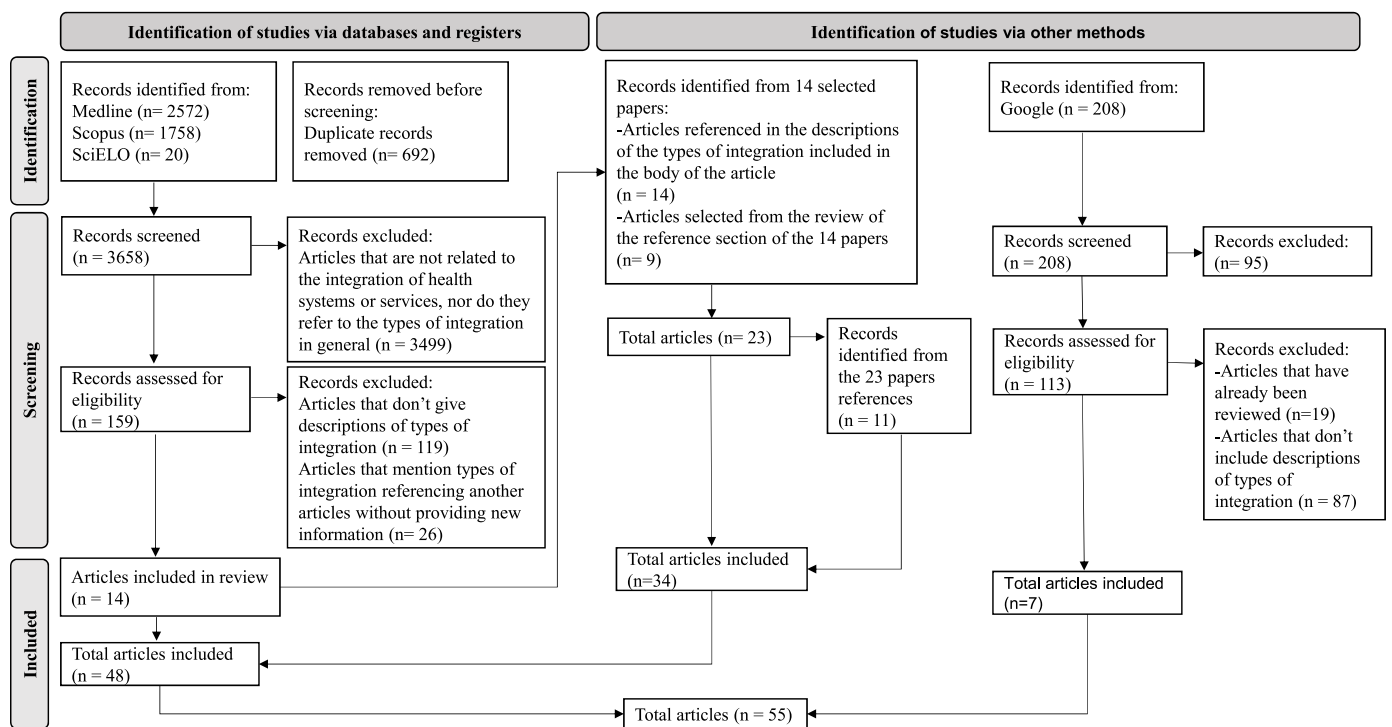 Identification of studies via databases and registers
Identification of studies via other methods
Identification
Records identified from:
Medline (n= 2572)
Scopus (n= 1758)
SciELO (n= 20)
Records removed before
screening:
Duplicate records
removed (n= 692)
Records identified from 14 selected
papers:
-Articles referenced in the descriptions
of the types of integration included in
the body of the article
(n = 14)
-Articles selected from the review of
the reference section of the 14 papers
(n= 9)
Records identified from:
Google (n = 208)
Screening
Records screened
(n = 3658)
Records excluded:
Articles that are not related to
the integration of health
systems or services, nor do they
refer to the types of integration
in general (n = 3499)
Records assessed for
eligibility
(n = 159)
Records excluded:
Articles that don't give
descriptions of types of
integration (n = 119)
Articles that mention types of
integration referencing another
articles without providing new
information (n= 26)
Total articles (n= 23)
Records
identified from
the 23 papers
references
(n = 11)
Records screened
(n = 208)
Records excluded:
(n= 95)
Records assessed for
eligibility
(n = 113)
Records excluded:
-Articles that have
already been
reviewed (n=19)
-Articles that don't
include descriptions
of types of
integration (n = 87)
Included
Articles included in review
(n = 14)
Total articles included
(n=34)
Total articles included
(n=7)
Total articles included
(n = 48)
Total articles (n = 55)